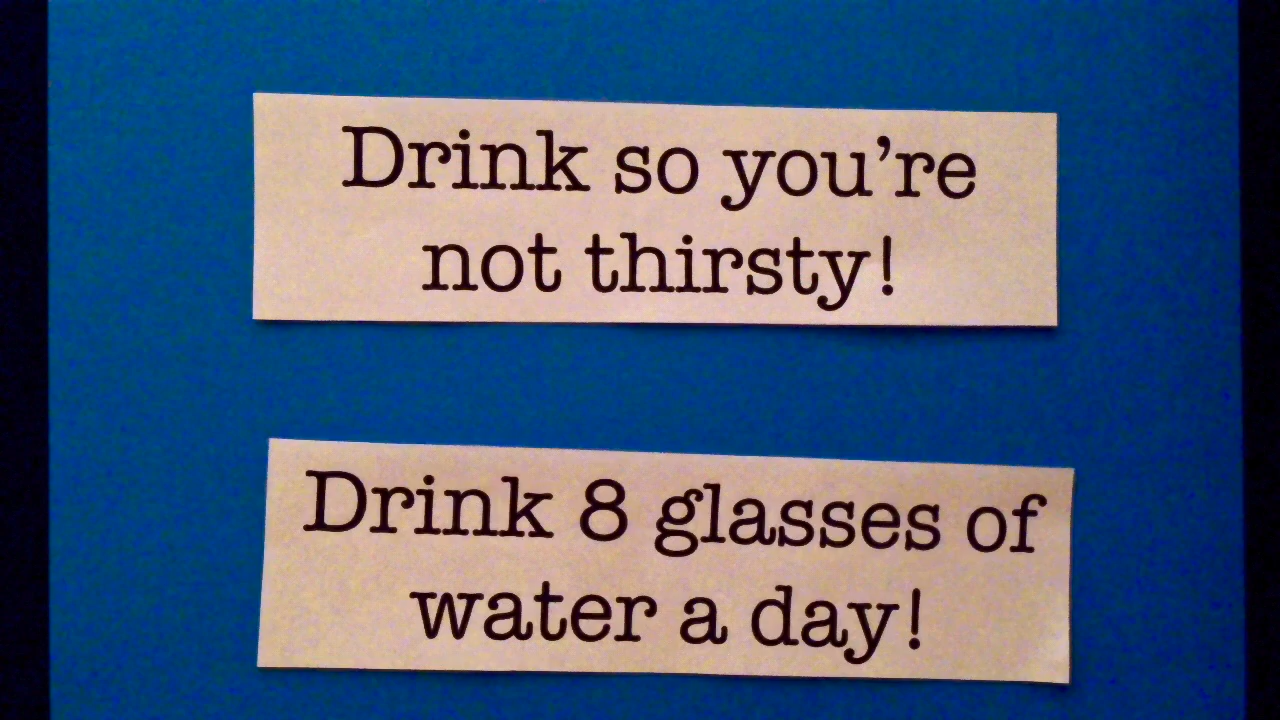 Drink so you’re
not thirsty!
Drink 8 glasses of
water a day!